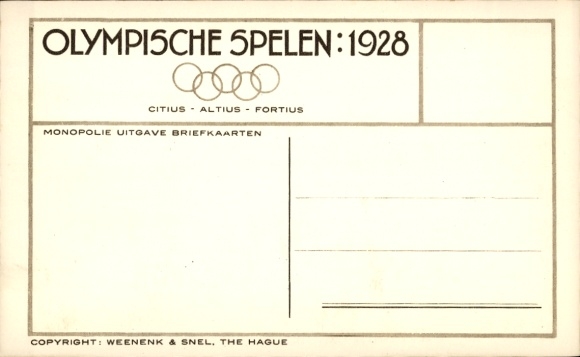 OLYMPISCHE SPELEN: 1928
CITIUS - ALTIUS - FORTIUS
MONOPOLIE UITGAVE BRIEFKAARTEN
COPYRIGHT: WEENENK & SNEL, THE HAGUE